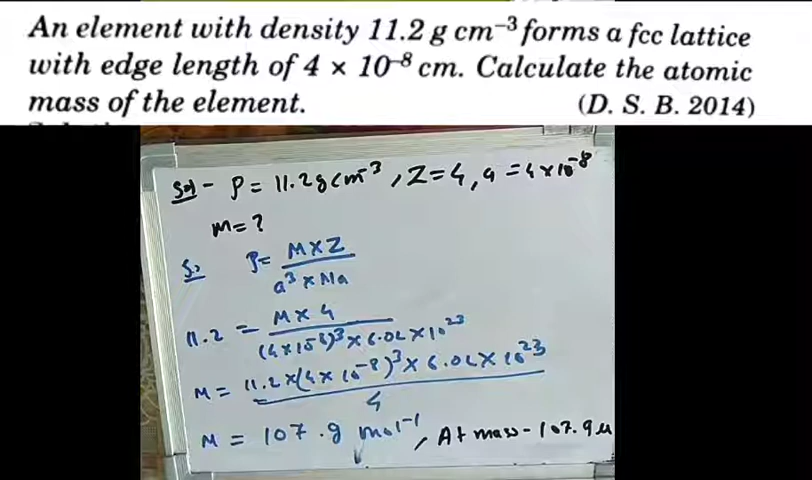 An element with density 11.2 g cm⁻³ forms a fcc lattice
with edge length of 4 × 10⁻⁸ cm. Calculate the atomic
mass of the element. (D. S. B. 2014)
Sol - ρ = 11.2 g cm⁻³, Z = 4, a = 4 × 10⁻⁸
M = ?
ρ = M × Z / a³ × Na
11.2 = M × 4 / (4 × 10⁻⁸)³ × 6.02 × 10²³
M = 11.2 × (4 × 10⁻⁸)³ × 6.02 × 10²³ / 4
M = 107.9 mol⁻¹, At mass - 107.9 u